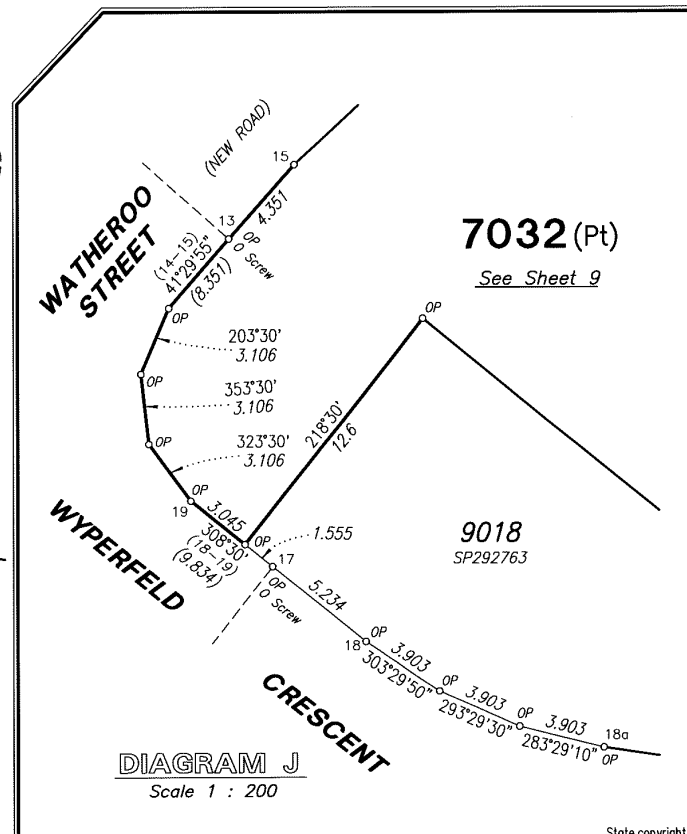 (NEW ROAD)
15
WATHEROO
STREET
13
4.351
7032 (Pt)
See Sheet 9
OP
O Screw
(14-15)
41°29'55"
(8.351)
OP
OP
203°30'
3.106
OP
353°30'
3.106
218°30'
12.6
OP
323°30'
3.106
OP
19
3.045
308°30'
(18-19)
(9.834)
OP
1.555
9018
SP292763
WYPERFELD
17
OP
O Screw
5.234
18
OP
3.903
303°29'50"
OP
3.903
293°29'30"
OP
3.903
283°29'10"
18a
OP
CRESCENT
DIAGRAM J
Scale 1 : 200
State copyright